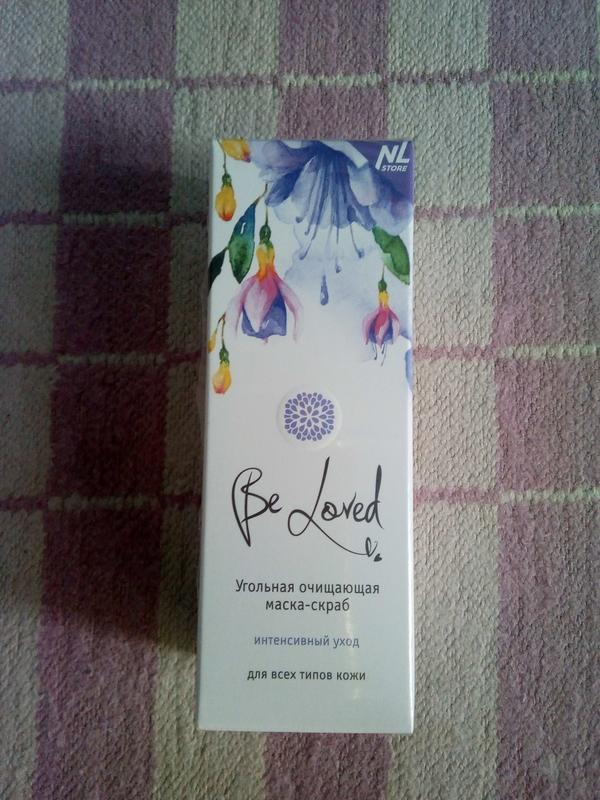 NL
STORE
Be Loved
Угольная очищающая
маска-скраб
интенсивный уход
для всех типов кожи